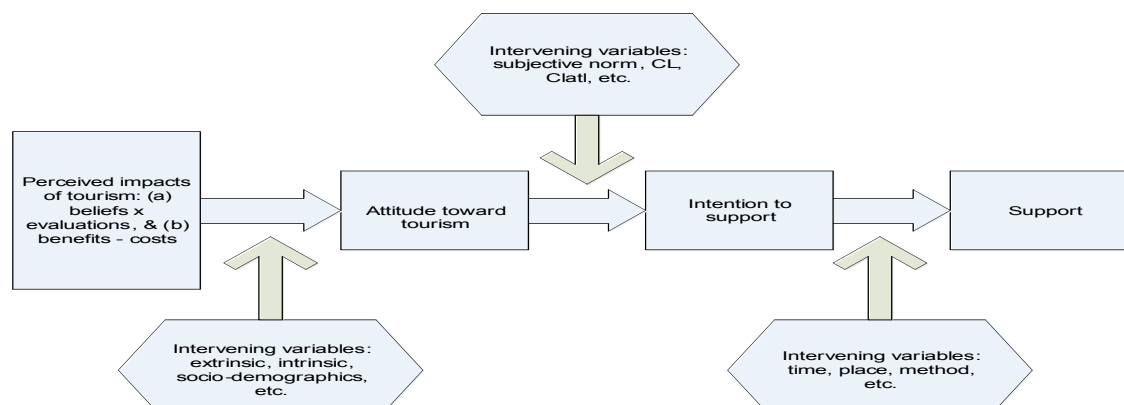 Intervening variables:
subjective norm, CL,
Clatl, etc.
Perceived impacts
of tourism: (a)
beliefs x
evaluations, & (b)
benefits - costs
Attitude toward
tourism
Intention to
support
Support
Intervening variables:
extrinsic, intrinsic,
socio-demographics,
etc.
Intervening variables:
time, place, method,
etc.